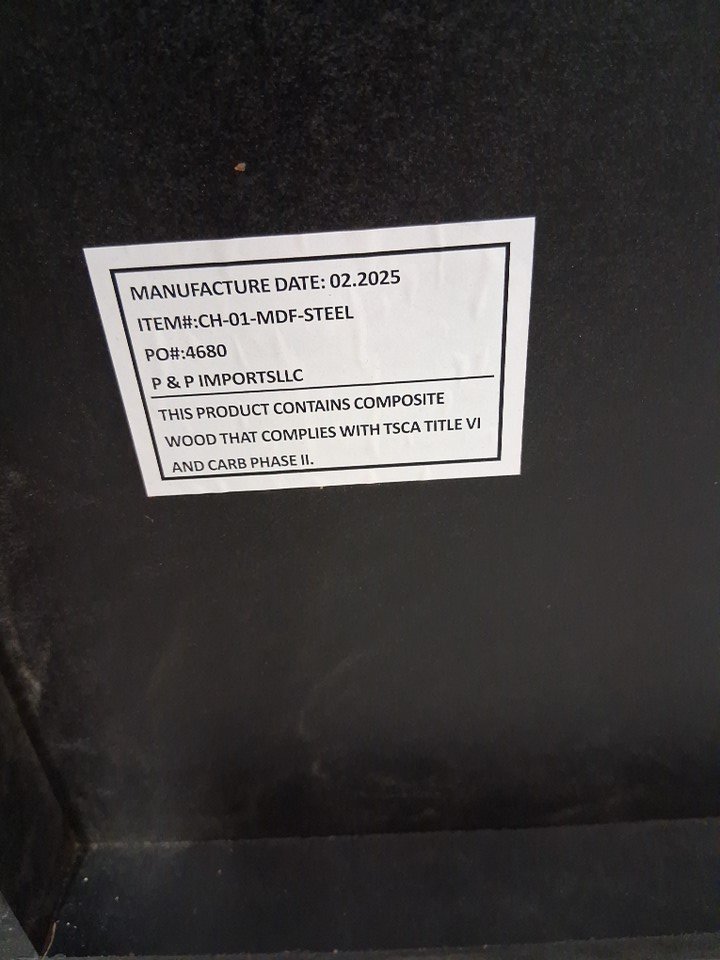 MANUFACTURE DATE: 02.2025
ITEM#:CH-01-MDF-STEEL
PO#:4680
P & P IMPORTSLLC
THIS PRODUCT CONTAINS COMPOSITE
WOOD THAT COMPLIES WITH TSCA TITLE VI
AND CARB PHASE II.